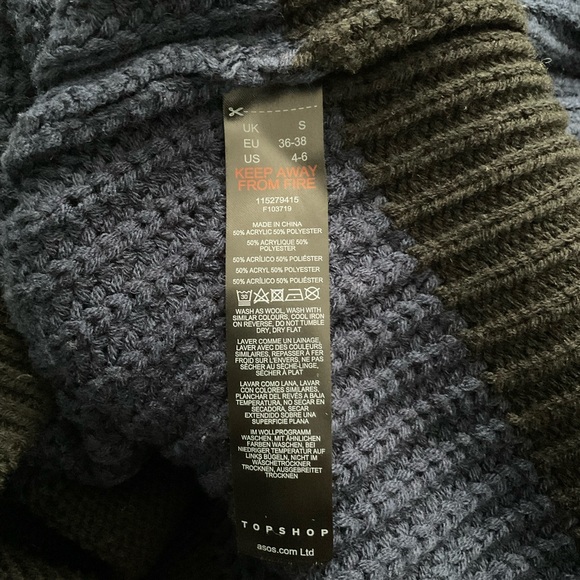 UK S
EU 36-38
US 4-6
KEEP AWAY
FROM FIRE
115279415
F103719
MADE IN CHINA
50% ACRYLIC 50% POLYESTER
50% ACRYLIQUE 50%
POLYESTER
50% ACRÍLICO 50% POLIÉSTER
50% ACRYL 50% POLYESTER
50% ACRILICO 50% POLIESTERE
30
WASH AS WOOL, WASH WITH
SIMILAR COLOURS, COOL IRON
ON REVERSE, DO NOT TUMBLE
DRY, DRY FLAT
LAVER COMME UN LAINAGE,
LAVER AVEC DES COULEURS
SIMILAIRES, REPASSER À FER
FROID SUR L'ENVERS, NE PAS
SÉCHER AU SÈCHE-LINGE,
SÉCHER À PLAT
LAVAR COMO LANA, LAVAR
CON COLORES SIMILARES,
PLANCHAR DEL REVÉS A BAJA
TEMPERATURA, NO SECAR EN
SECADORA, SECAR
EXTENDIDO SOBRE UNA
SUPERFICIE PLANA
IM WOLLPROGRAMM
WASCHEN, MIT ÄHNLICHEN
FARBEN WASCHEN, BEI
NIEDRIGER TEMPERATUR AUF
LINKS BÜGELN, NICHT IM
WÄSCHETROCKNER
TROCKNEN, AUSGEBREITET
TROCKNEN
TOPSHOP
asos.com Ltd